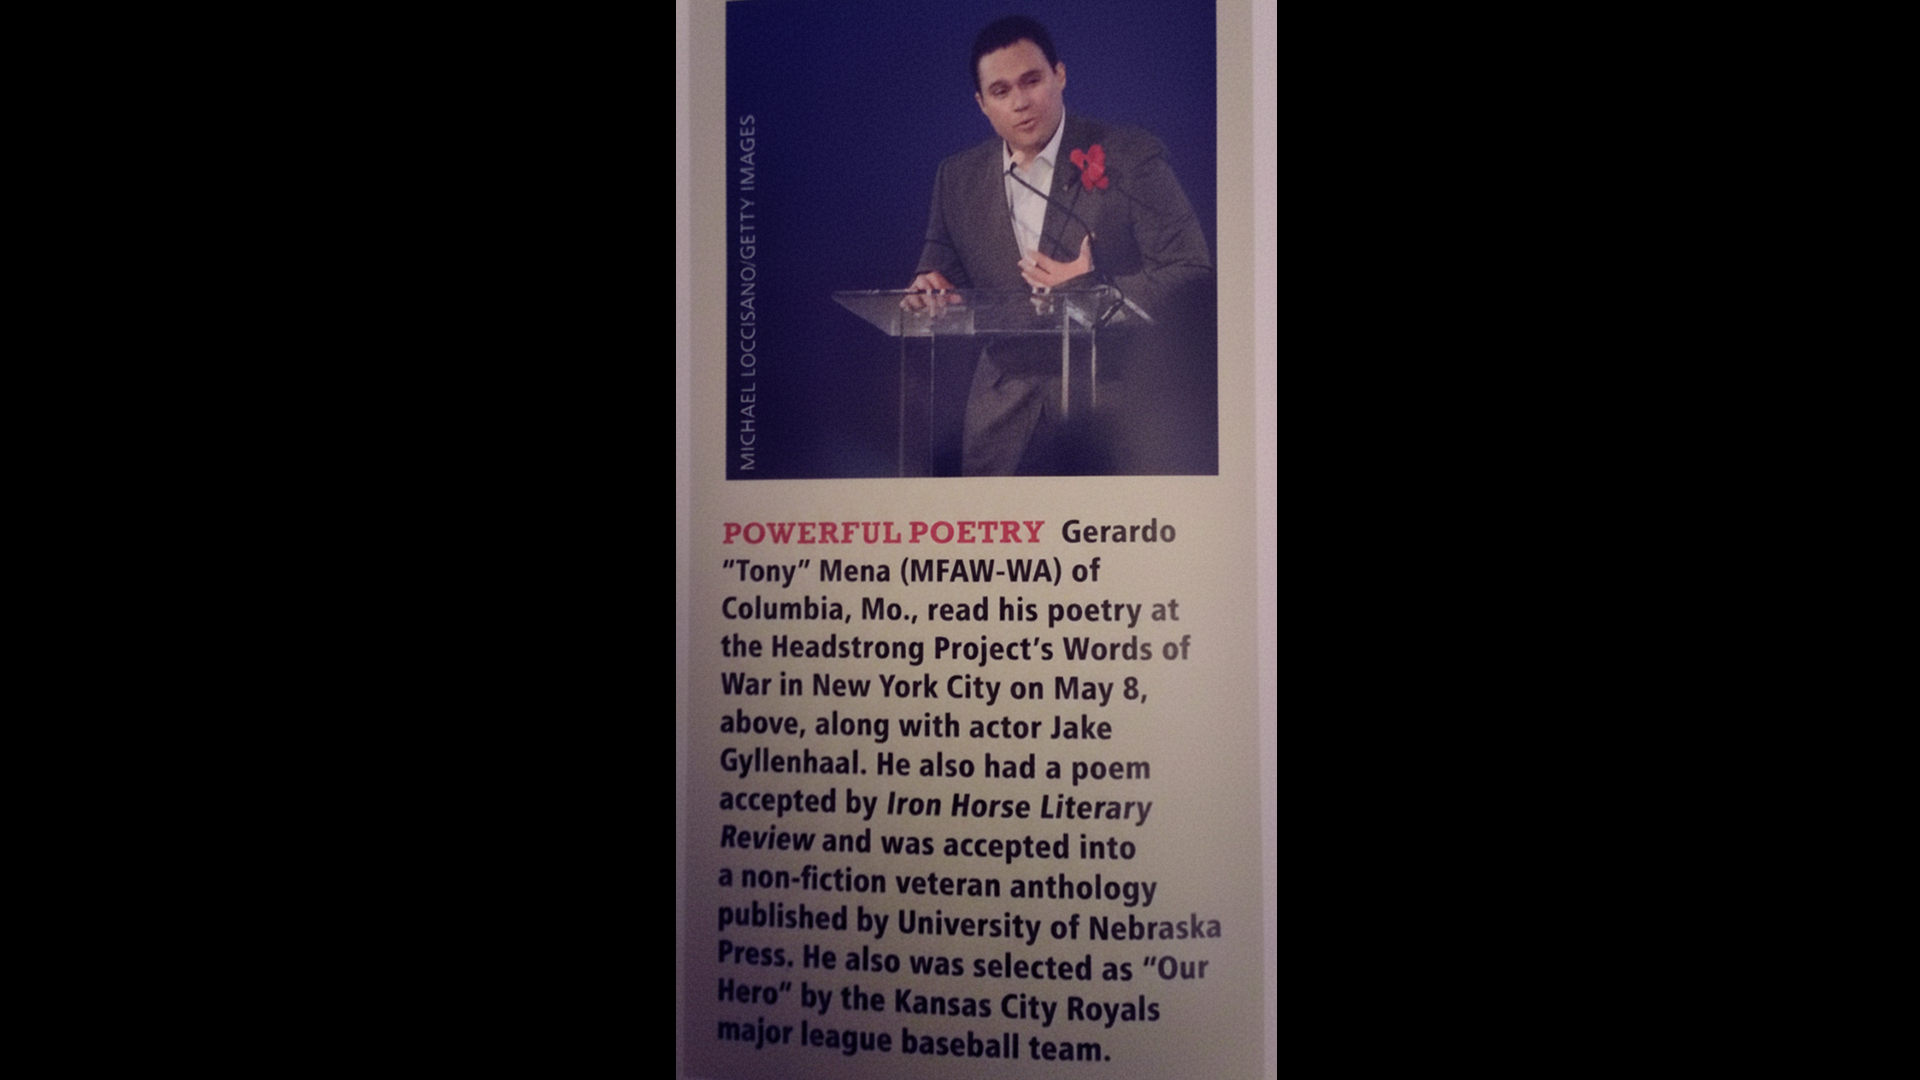 MICHAEL LOCCISANO/GETTY IMAGES
POWERFUL POETRY Gerardo
"Tony" Mena (MFAW-WA) of
Columbia, Mo., read his poetry at
the Headstrong Project's Words of
War in New York City on May 8,
above, along with actor Jake
Gyllenhaal. He also had a poem
accepted by Iron Horse Literary
Review and was accepted into
a non-fiction veteran anthology
published by University of Nebraska
Press. He also was selected as "Our
Hero" by the Kansas City Royals
major league baseball team.